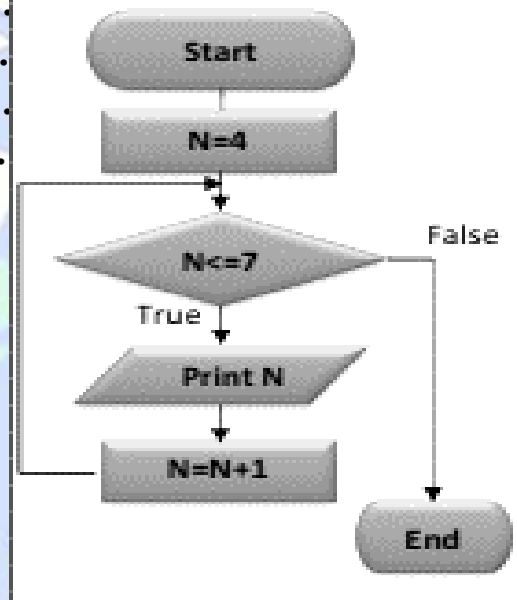 Start
N=4
N<=7
False
True
Print N
N=N+1
End